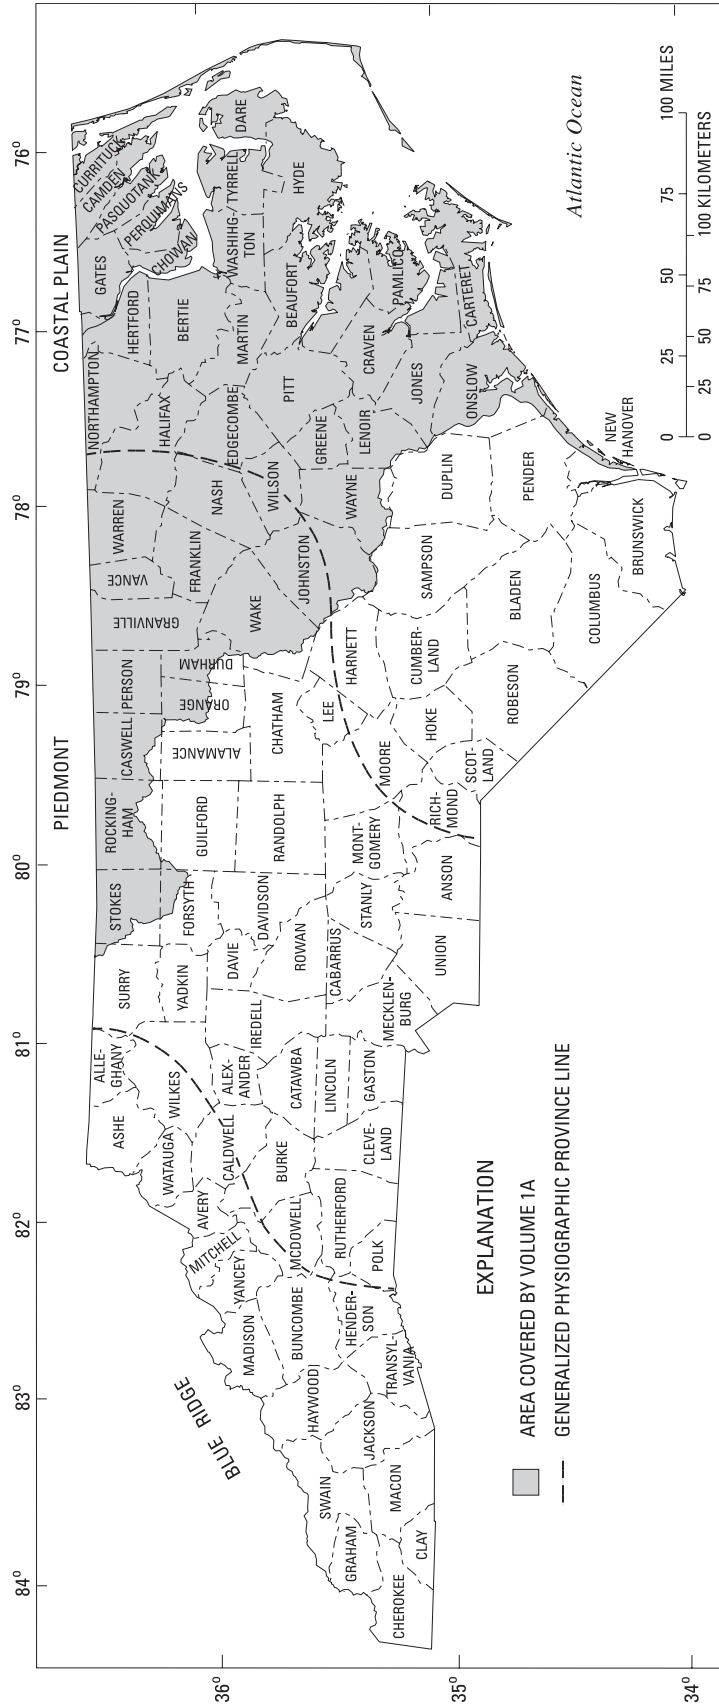 84°
83°
82°
81°
80°
79°
78°
77°
76°
BLUE RIDGE
PIEDMONT
COASTAL PLAIN
36°
35°
34°
CHEROKEE
GRAHAM
CLAY
SWAIN
MACON
JACKSON
HAYWOOD
TRANSYL-
VANIA
MADISON
BUNCOMBE
HENDER-
SON
YANCEY
MITCHELL
AVERY
MCDOWELL
RUTHERFORD
POLK
ASHE
ALLE-
GHANY
WATAUGA
WILKES
CALDWELL
BURKE
CLEVE-
LAND
ALEX-
ANDER
CATAWBA
LINCOLN
GASTON
SURRY
YADKIN
IREDELL
DAVIE
ROWAN
CABARRUS
MECKLEN-
BURG
UNION
STOKES
FORSYTH
DAVIDSON
STANLY
ANSON
ROCKING-
HAM
GUILFORD
RANDOLPH
MONT-
GOMERY
RICH-
MOND
CASWELL
ALAMANCE
CHATHAM
MOORE
SCOT-
LAND
PERSON
ORANGE
DURHAM
LEE
HOKE
ROBESON
GRANVILLE
VANCE
WAKE
HARNETT
CUMBER-
LAND
BLADEN
COLUMBUS
BRUNSWICK
WARREN
FRANKLIN
NASH
JOHNSTON
SAMPSON
WILSON
WAYNE
DUPLIN
PENDER
NEW
HANOVER
NORTHAMPTON
HALIFAX
EDGECOMBE
GREENE
LENOIR
PITT
JONES
ONSLOW
HERTFORD
BERTIE
MARTIN
BEAUFORT
CRAVEN
PAMLICO
CARTERET
GATES
CHOWAN
PERQUIMANS
PASQUOTANK
CAMDEN
CURRITUCK
WASHIHG-
TON
TYRRELL
DARE
HYDE
Atlantic Ocean
EXPLANATION
AREA COVERED BY VOLUME 1A
GENERALIZED PHYSIOGRAPHIC PROVINCE LINE
0 25 50 75 100 MILES
0 25 50 75 100 KILOMETERS